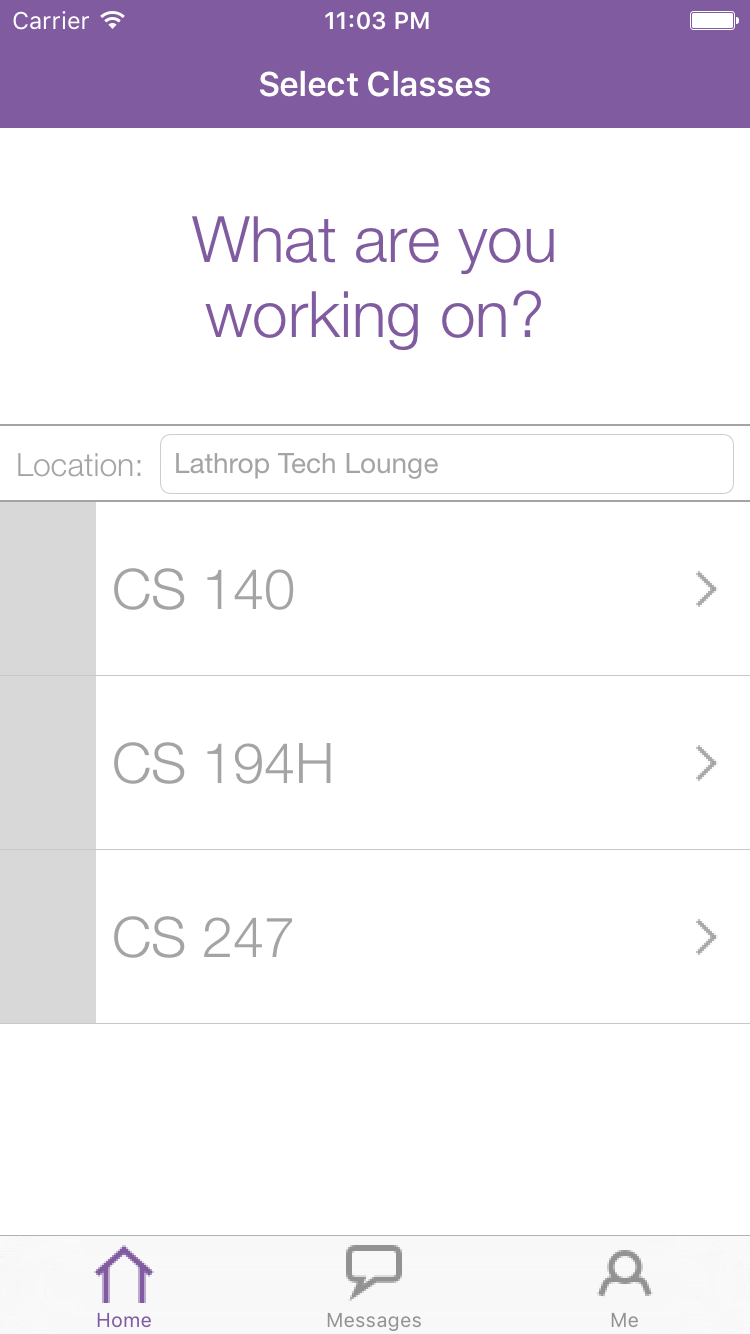 Carrier 11:03 PM
Select Classes
What are you
working on?
Location: Lathrop Tech Lounge
CS 140
CS 194H
CS 247
Home Messages Me